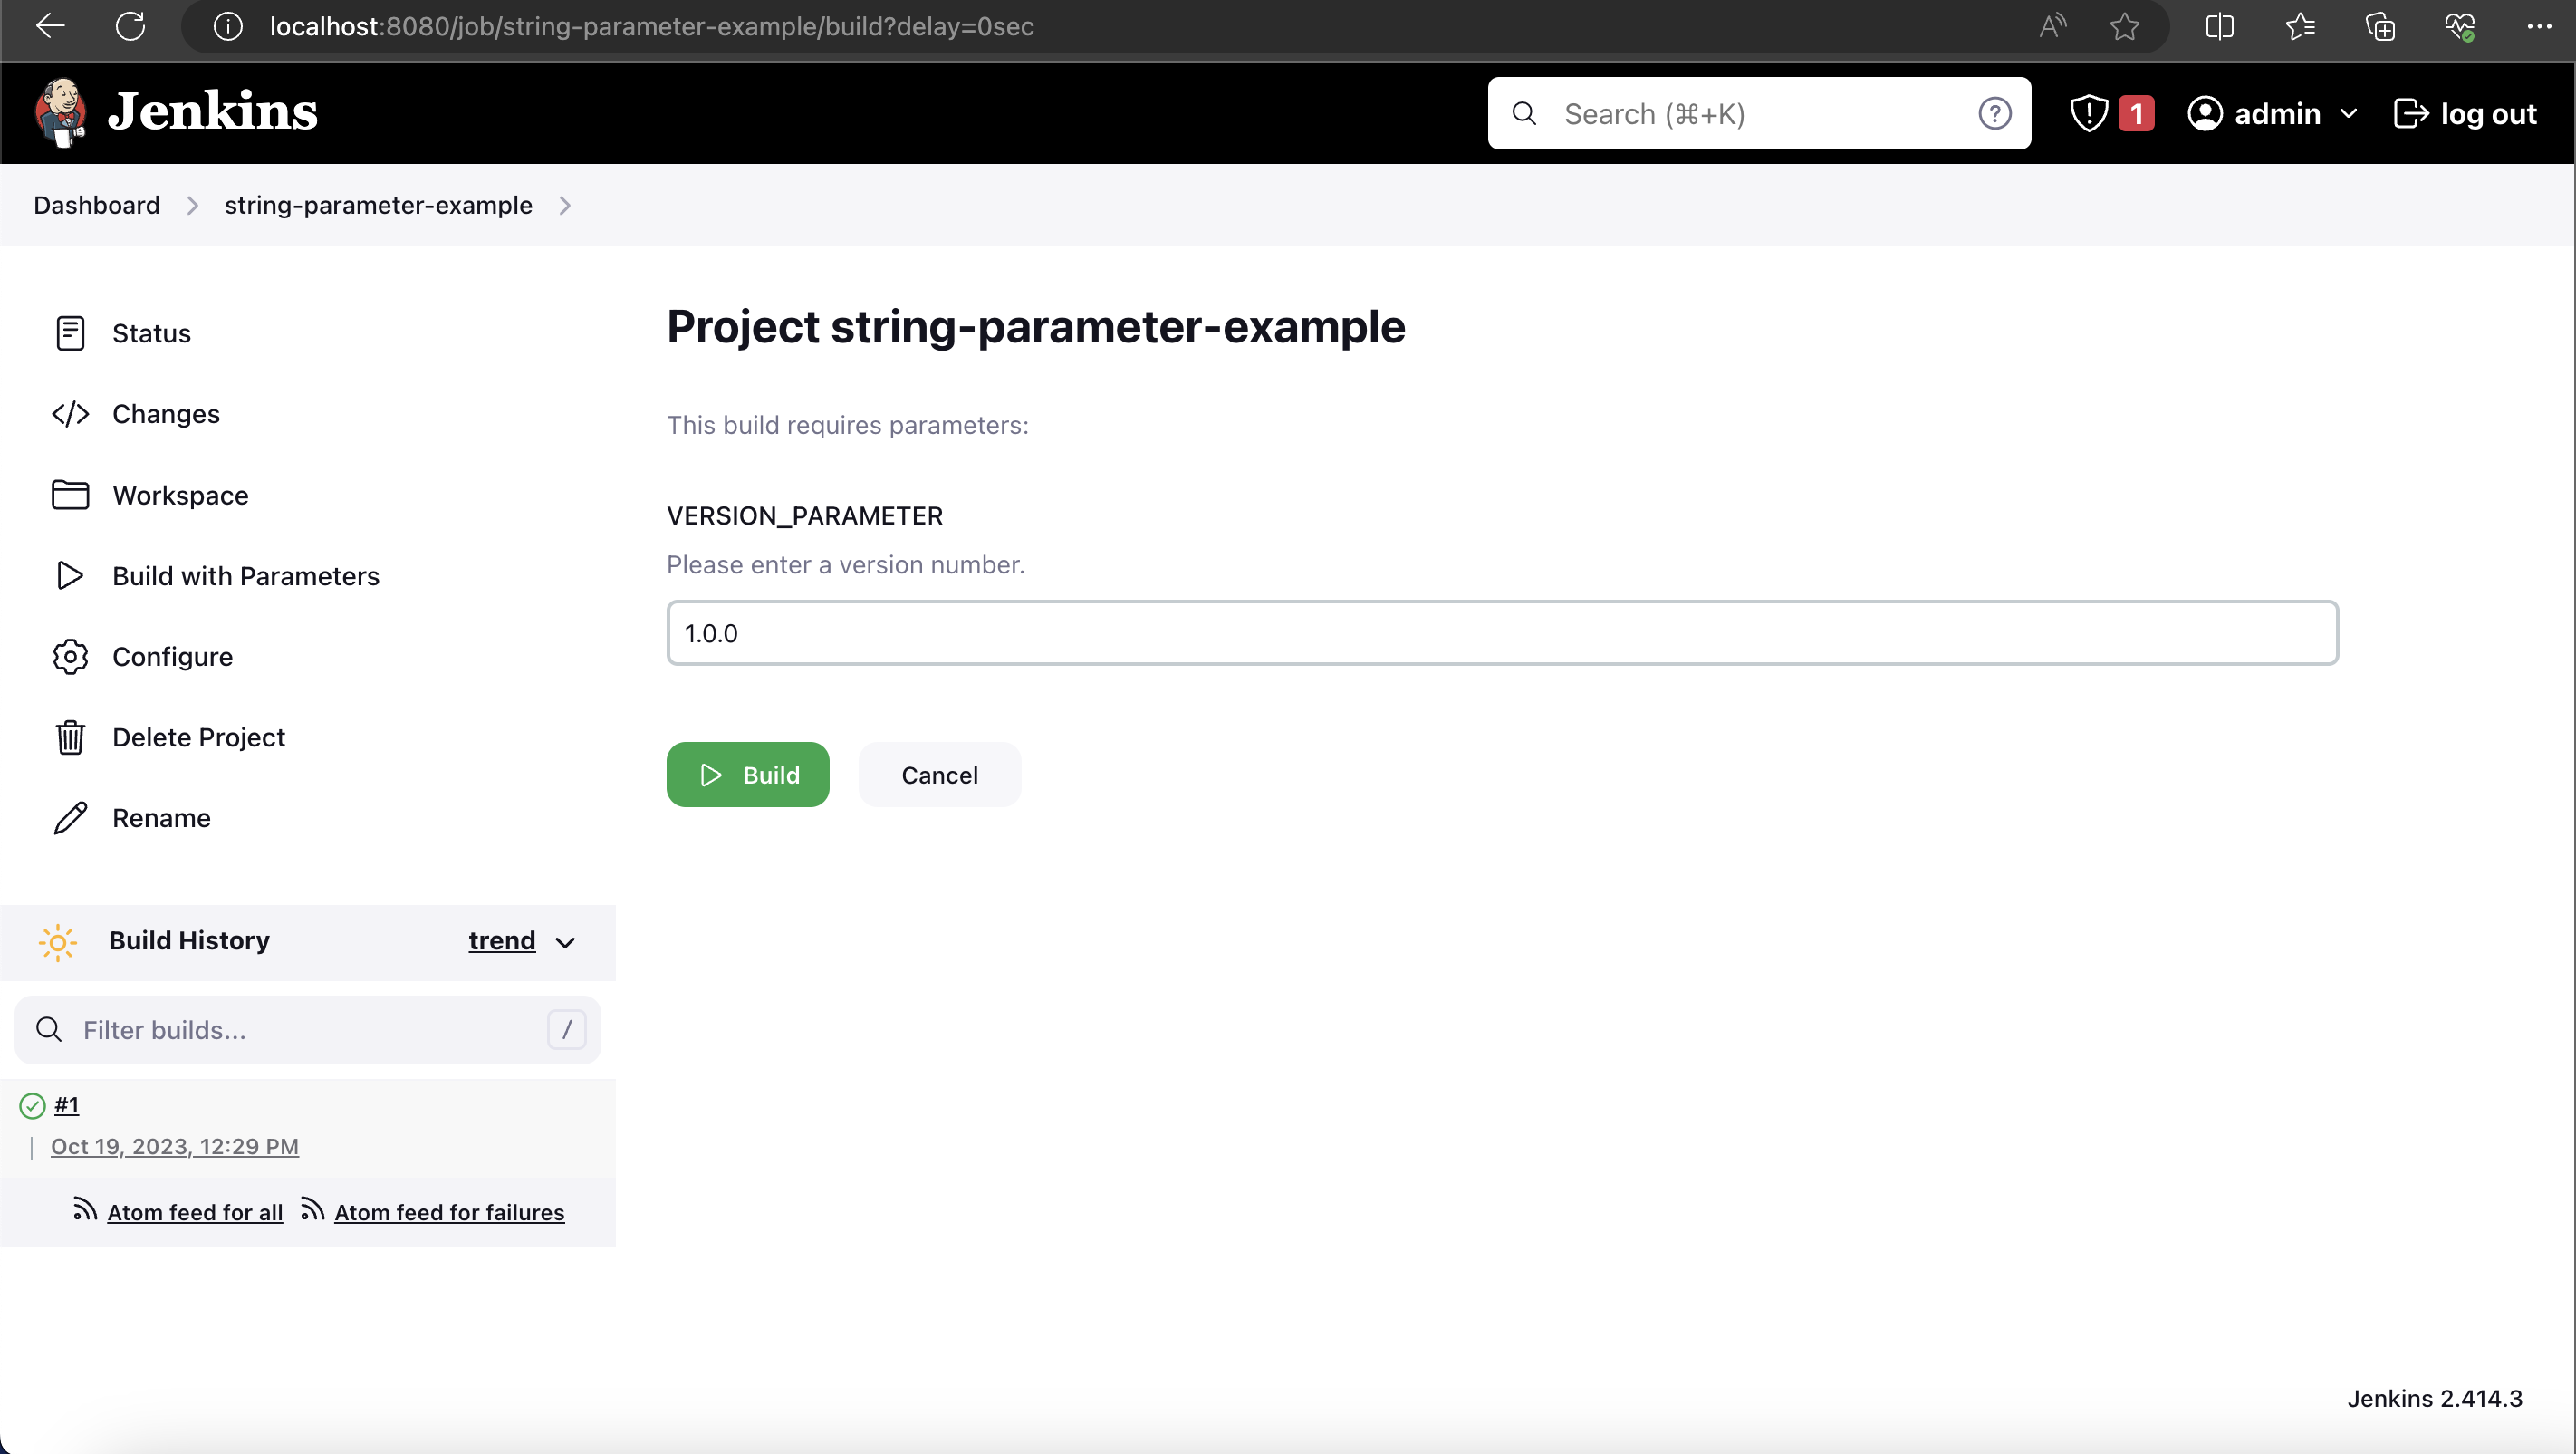 localhost:8080/job/string-parameter-example/build?delay=0sec
Jenkins
Search (⌘+K)
1
admin
log out
Dashboard
string-parameter-example
Status
Changes
Workspace
Build with Parameters
Configure
Delete Project
Rename
Project string-parameter-example
This build requires parameters:
VERSION_PARAMETER
Please enter a version number.
1.0.0
Build
Cancel
Build History
trend
Filter builds...
/
#1
Oct 19, 2023, 12:29 PM
Atom feed for all
Atom feed for failures
Jenkins 2.414.3